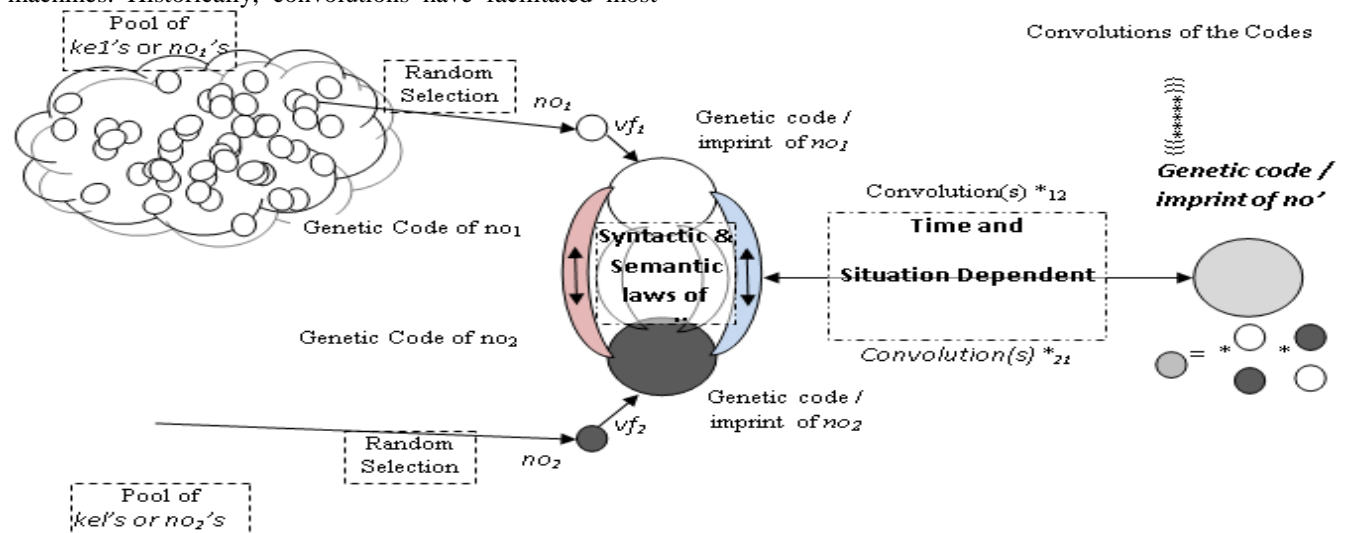 machines. Historically, convolutions have facilitated most
Pool of
ke1's or no₁'s
Random
Selection
no₁
vf₁
Genetic code /
imprint of no₁
Genetic Code of no₁
Syntactic &
Semantic
laws of
Genetic Code of no₂
Genetic code /
imprint of no₂
vf₂
no₂
Random
Selection
Pool of
kel's or no₂'s
Convolution(s) *₁₂
Time and
Situation Dependent
Convolution(s) *₂₁
Convolutions of the Codes
*****
Genetic code /
imprint of no’
= * *